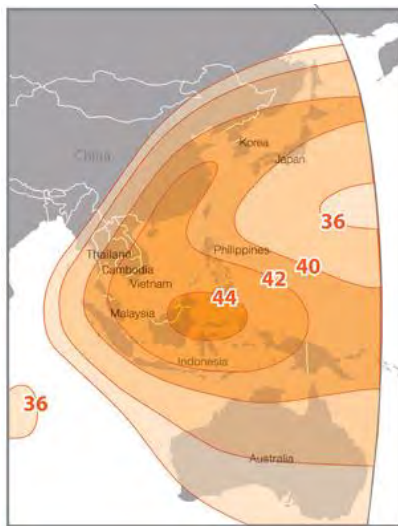 Korea
China
Japan
36
Philippines
Thailand
Cambodia
Vietnam
40
42
44
Malaysia
Indonesia
36
Australia